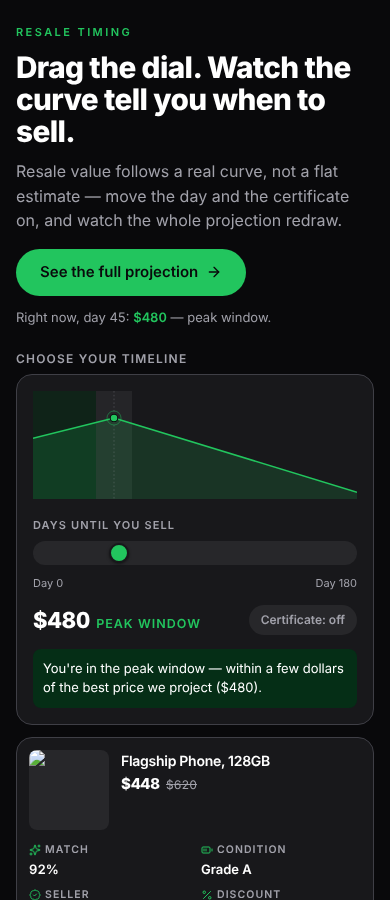 RESALE TIMING
Drag the dial. Watch the
curve tell you when to
sell.
Resale value follows a real curve, not a flat
estimate — move the day and the certificate
on, and watch the whole projection redraw.
See the full projection →
Right now, day 45: $480 — peak window.
CHOOSE YOUR TIMELINE
DAYS UNTIL YOU SELL
Day 0
Day 180
$480 PEAK WINDOW
Certificate: off
You're in the peak window — within a few dollars
of the best price we project ($480).
Flagship Phone, 128GB
$448 $620
MATCH
92%
CONDITION
Grade A
SELLER
DISCOUNT